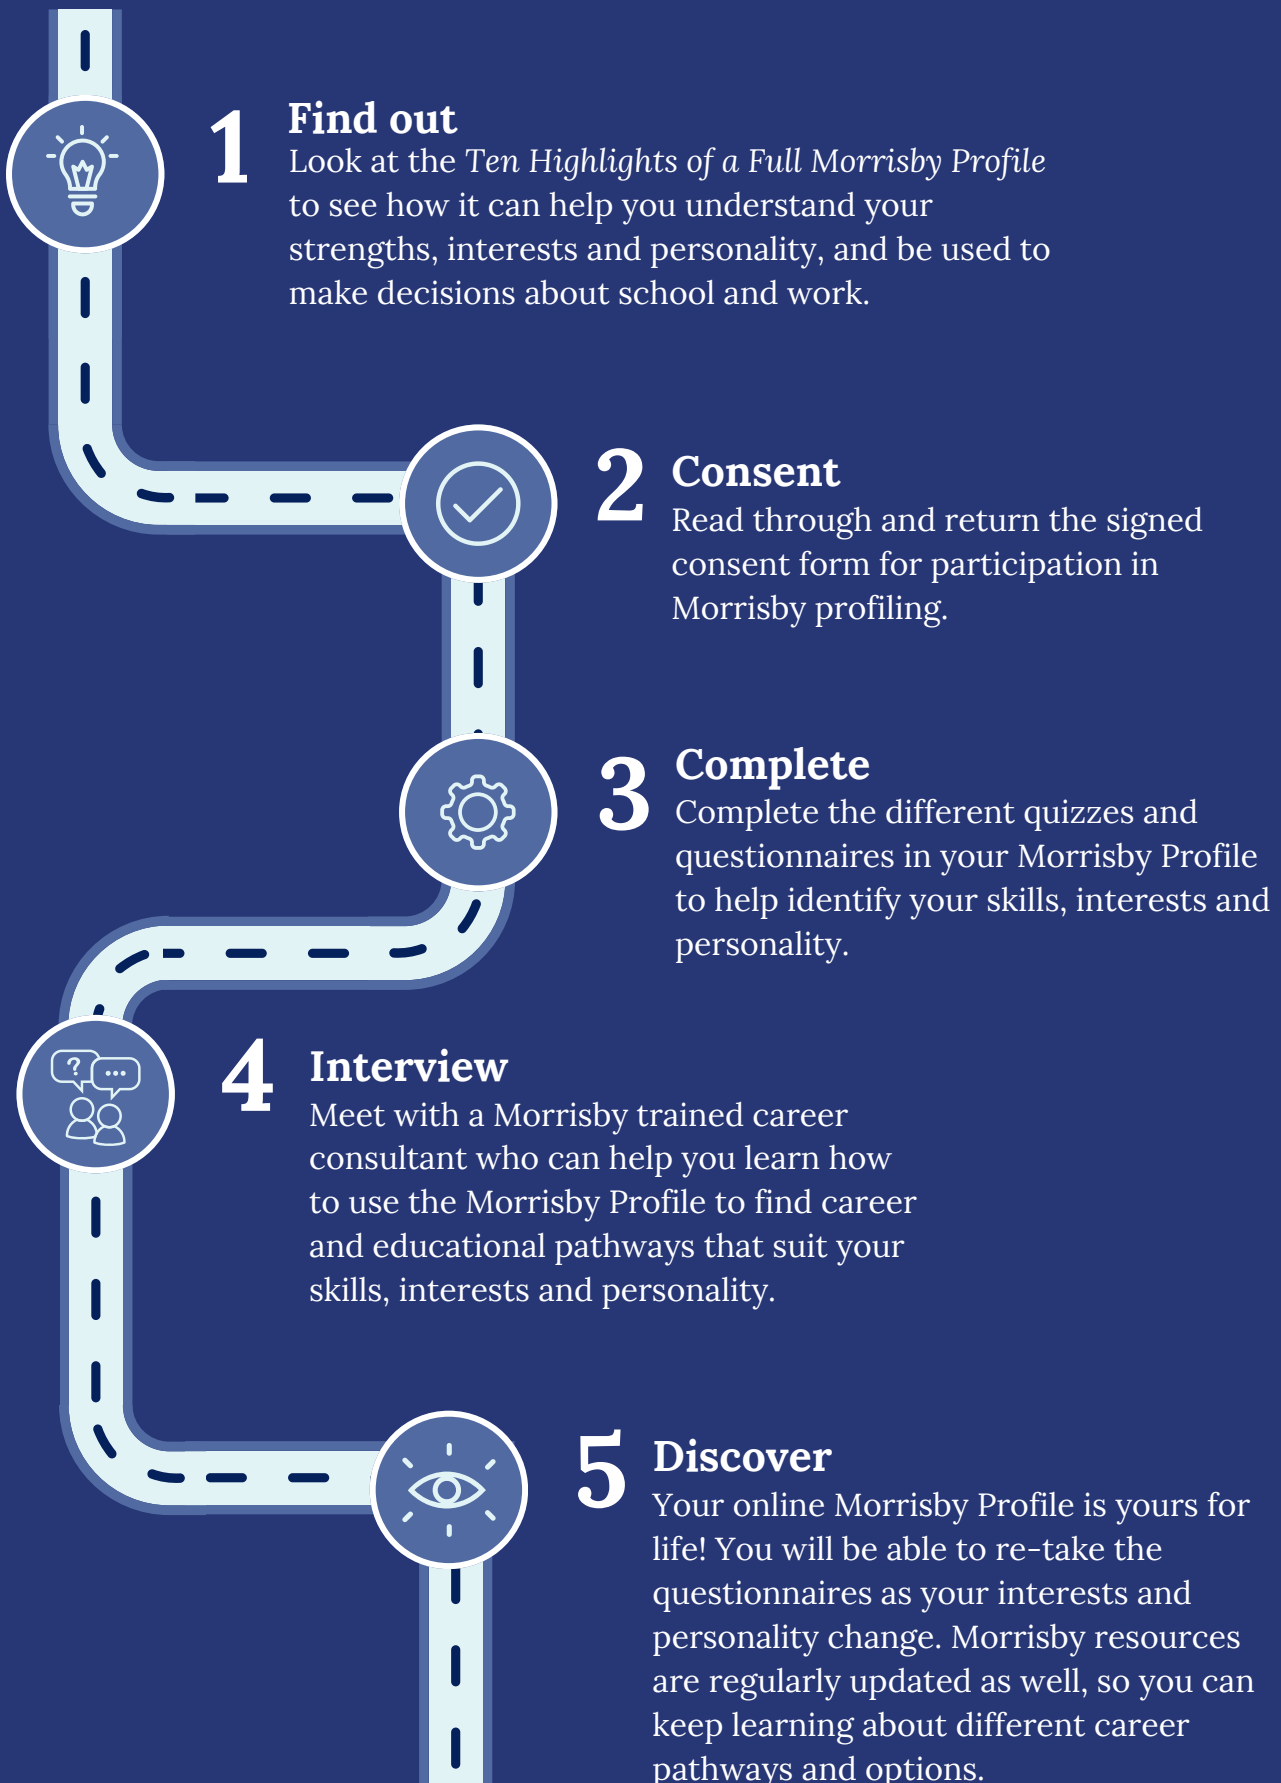 1
Find out
Look at the Ten Highlights of a Full Morrisby Profile
to see how it can help you understand your
strengths, interests and personality, and be used to
make decisions about school and work.
2
Consent
Read through and return the signed
consent form for participation in
Morrisby profiling.
3
Complete
Complete the different quizzes and
questionnaires in your Morrisby Profile
to help identify your skills, interests and
personality.
?
4
Interview
Meet with a Morrisby trained career
consultant who can help you learn how
to use the Morrisby Profile to find career
and educational pathways that suit your
skills, interests and personality.
5
Discover
Your online Morrisby Profile is yours for
life! You will be able to re-take the
questionnaires as your interests and
personality change. Morrisby resources
are regularly updated as well, so you can
keep learning about different career
pathways and options.